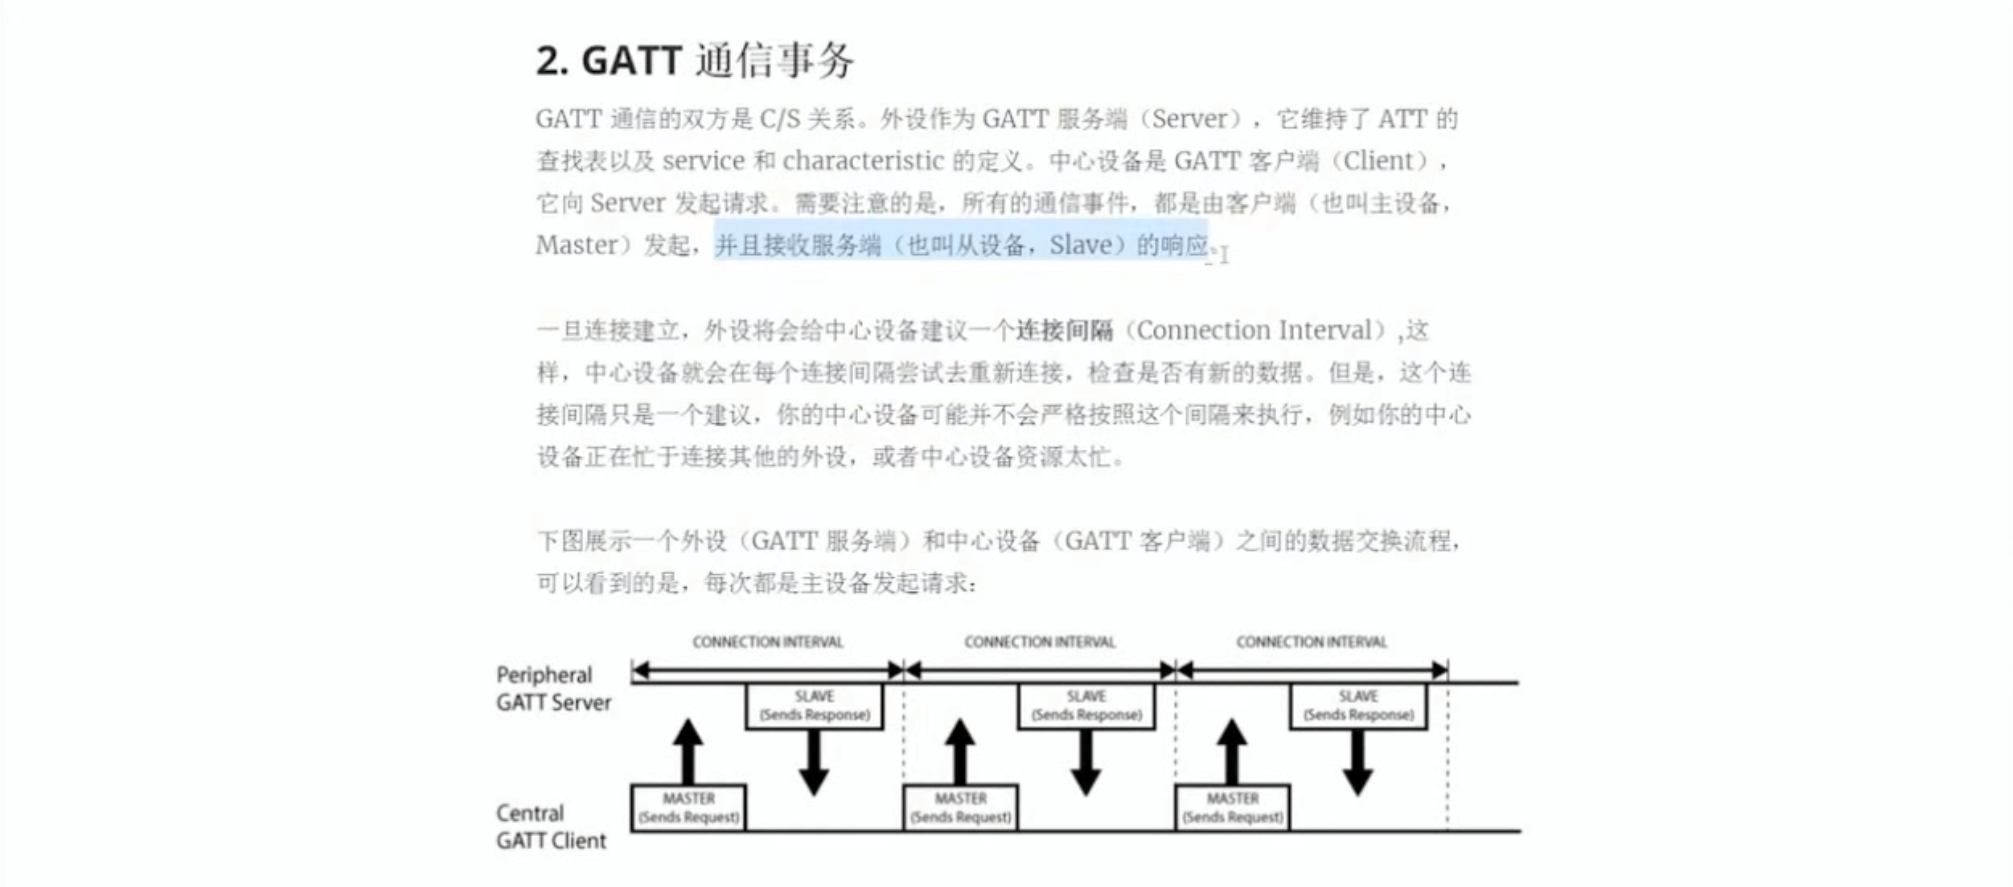 2. GATT 通信事务
GATT 通信的双方是 C/S 关系。外设作为 GATT 服务端（Server），它维持了 ATT 的
查找表以及 service 和 characteristic 的定义。中心设备是 GATT 客户端（Client），
它向 Server 发起请求。需要注意的是，所有的通信事件，都是由客户端（也叫主设备，
Master）发起，并且接收服务端（也叫从设备，Slave）的响应。
一旦连接建立，外设将会给中心设备建议一个连接间隔（Connection Interval）,这
样，中心设备就会在每个连接间隔尝试去重新连接，检查是否有新的数据。但是，这个连
接间隔只是一个建议，你的中心设备可能并不会严格按照这个间隔来执行，例如你的中心
设备正在忙于连接其他的外设，或者中心设备资源太忙。
下图展示一个外设（GATT 服务端）和中心设备（GATT 客户端）之间的数据交换流程，
可以看到的是，每次都是主设备发起请求：
CONNECTION INTERVAL CONNECTION INTERVAL CONNECTION INTERVAL
Peripheral
GATT Server
SLAVE
(Sends Response)
SLAVE
(Sends Response)
SLAVE
(Sends Response)
MASTER
(Sends Request)
MASTER
(Sends Request)
MASTER
(Sends Request)
Central
GATT Client